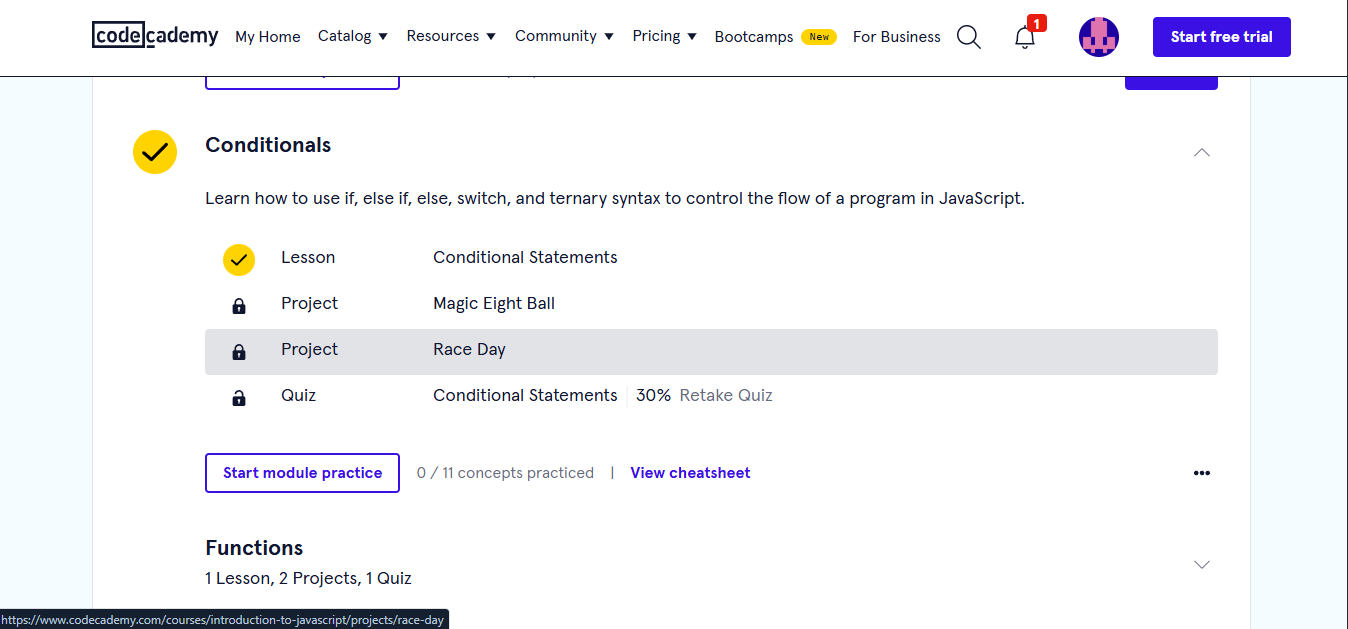 codecademy My Home Catalog Resources Community Pricing Bootcamps New For Business 1 Start free trial
Conditionals
Learn how to use if, else if, else, switch, and ternary syntax to control the flow of a program in JavaScript.
Lesson Conditional Statements
Project Magic Eight Ball
Project Race Day
Quiz Conditional Statements 30% Retake Quiz
Start module practice 0 / 11 concepts practiced | View cheatsheet
Functions
1 Lesson, 2 Projects, 1 Quiz
https://www.codecademy.com/courses/introduction-to-javascript/projects/race-day